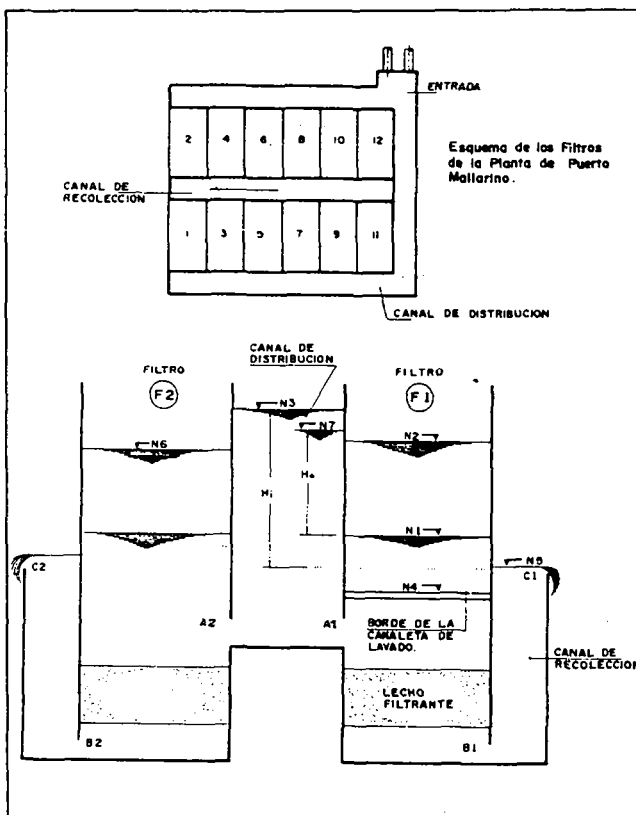 ENTRADA
Esquema de los Filtros
de la Planta de Puerto
Mallarino.
2 4 6 8 10 12
CANAL DE
RECOLECCION
1 3 5 7 9 11
CANAL DE DISTRIBUCION
CANAL DE
DISTRIBUCION
FILTRO
F2
FILTRO
F1
N3
N7
N6
N2
Hi
Ho
N1
C2
N5
C1
N4
A2
A1
BORDE DE LA
CANALETA DE
LAVADO.
CANAL DE
RECOLECCION
LECHO
FILTRANTE
B2
B1